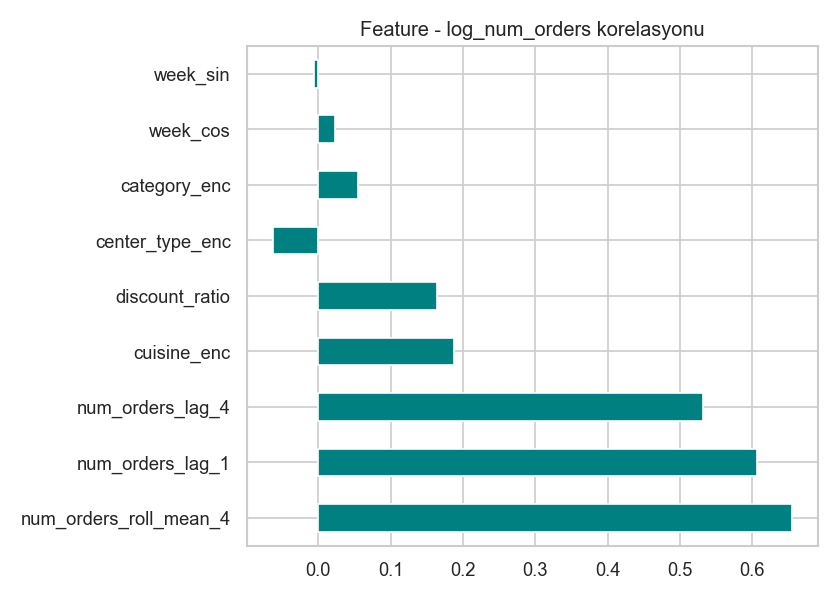 Feature - log_num_orders korelasyonu
week_sin
week_cos
category_enc
center_type_enc
discount_ratio
cuisine_enc
num_orders_lag_4
num_orders_lag_1
num_orders_roll_mean_4
0.0 0.1 0.2 0.3 0.4 0.5 0.6